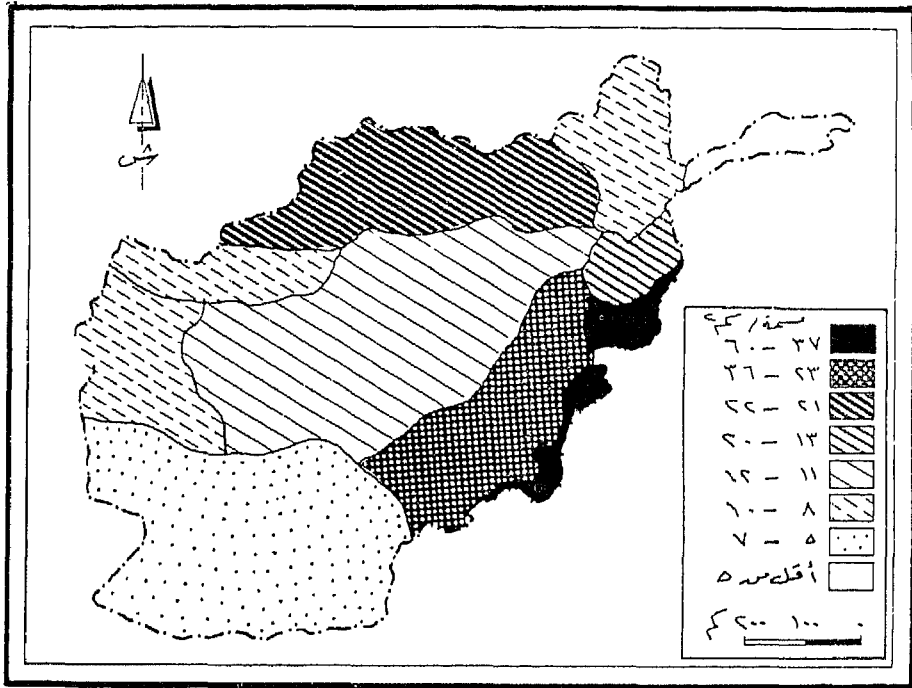 ش
نسمة / كم٢
٣٧ – ٦٠
٢٣ – ٣٦
٢١ – ٢٢
١٣ – ٢٠
١١ – ١٢
٨ – ١٠
٥ – ٧
أقل من ٥
٠ ١٠٠ ٢٠٠ كم